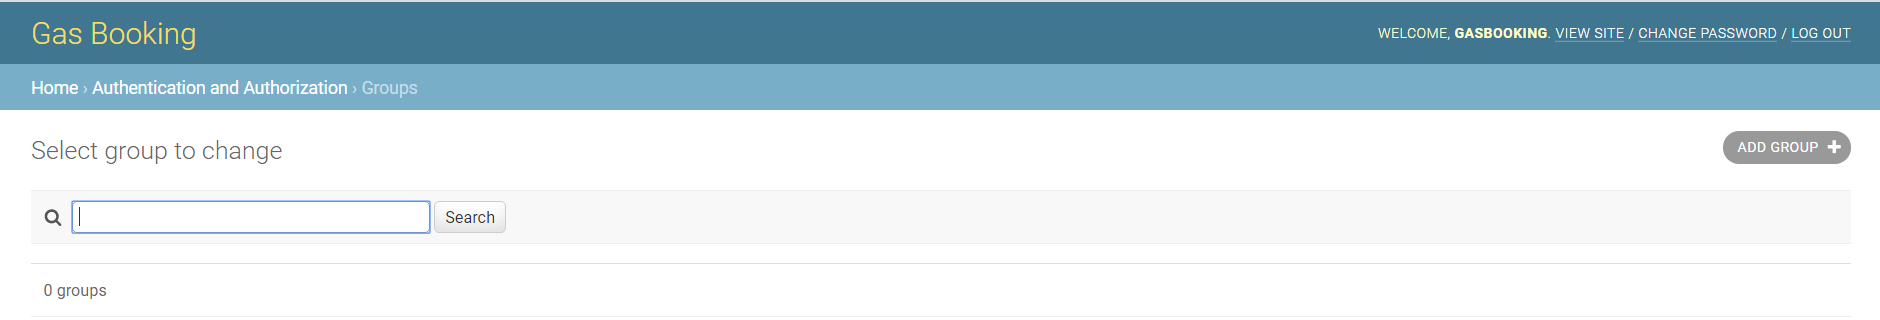 Gas Booking
WELCOME, GASBOOKING. VIEW SITE / CHANGE PASSWORD / LOG OUT
Home › Authentication and Authorization › Groups
Select group to change
ADD GROUP +
Search
0 groups